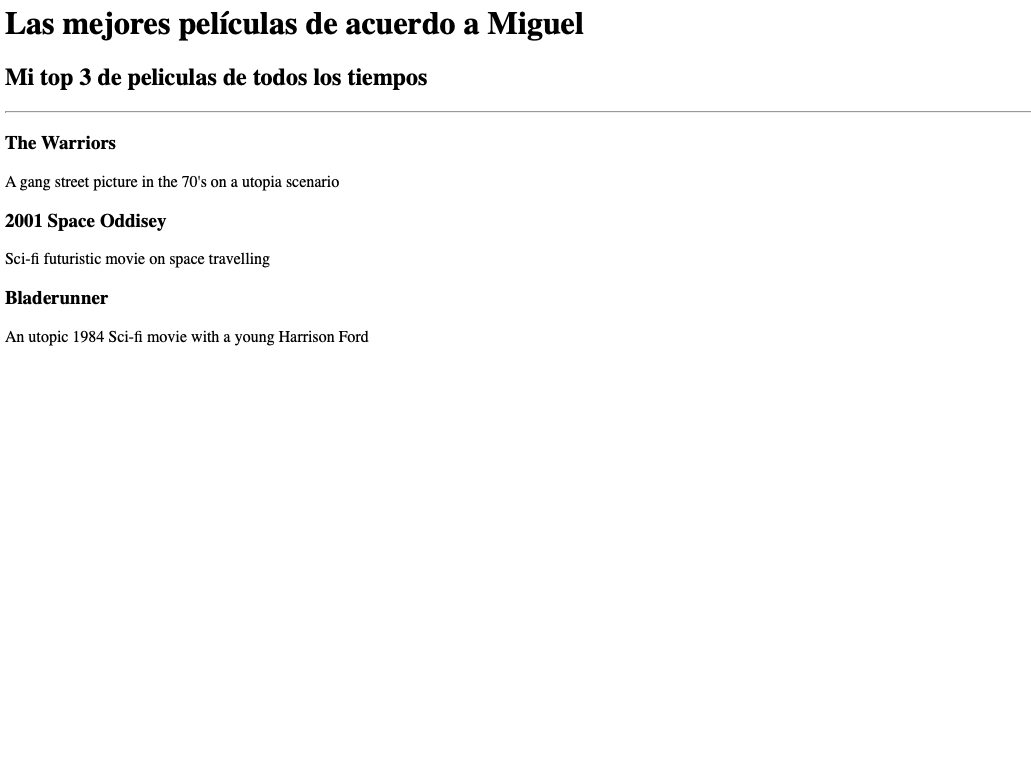 Las mejores películas de acuerdo a Miguel
Mi top 3 de peliculas de todos los tiempos
The Warriors
A gang street picture in the 70's on a utopia scenario
2001 Space Oddisey
Sci-fi futuristic movie on space travelling
Bladerunner
An utopic 1984 Sci-fi movie with a young Harrison Ford